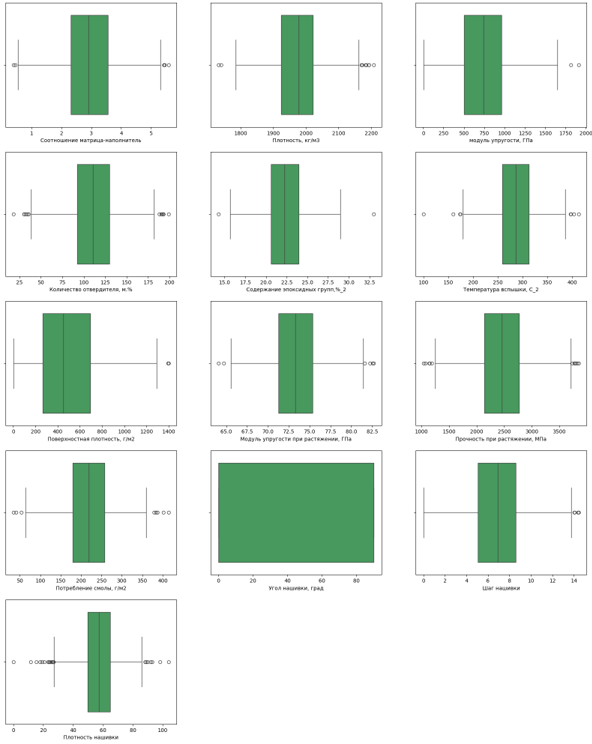 1 2 3 4 5
Соотношение матрица-наполнитель
1800 1900 2000 2100 2200
Плотность, кг/м3
0 250 500 750 1000 1250 1500 1750 2000
модуль упругости, ГПа
25 50 75 100 125 150 175 200
Количество отвердителя, м.%
15.0 17.5 20.0 22.5 25.0 27.5 30.0 32.5
Содержание эпоксидных групп,%_2
100 150 200 250 300 350 400
Температура вспышки, С_2
0 200 400 600 800 1000 1200 1400
Поверхностная плотность, г/м2
65.0 67.5 70.0 72.5 75.0 77.5 80.0 82.5
Модуль упругости при растяжении, ГПа
1000 1500 2000 2500 3000 3500
Прочность при растяжении, МПа
50 100 150 200 250 300 350 400
Потребление смолы, г/м2
0 20 40 60 80
Угол нашивки, град
0 2 4 6 8 10 12 14
Шаг нашивки
0 20 40 60 80 100
Плотность нашивки